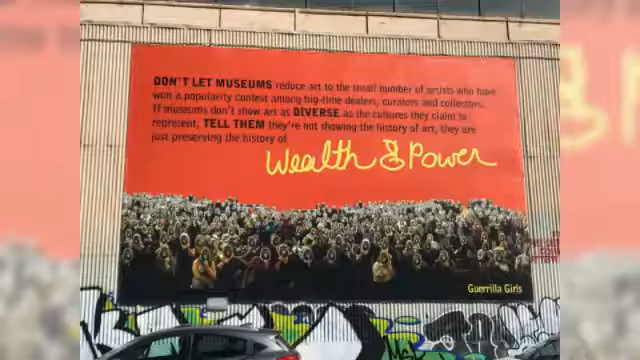 DON'T LET MUSEUMS reduce art to the small number of artists who have
won a popularity contest among big-time dealers, curators and collectors.
If museums don't show art as DIVERSE as the cultures they claim to
represent, TELL THEM they're not showing the history of art, they are
just preserving the history of
Wealth & Power
Guerrilla Girls